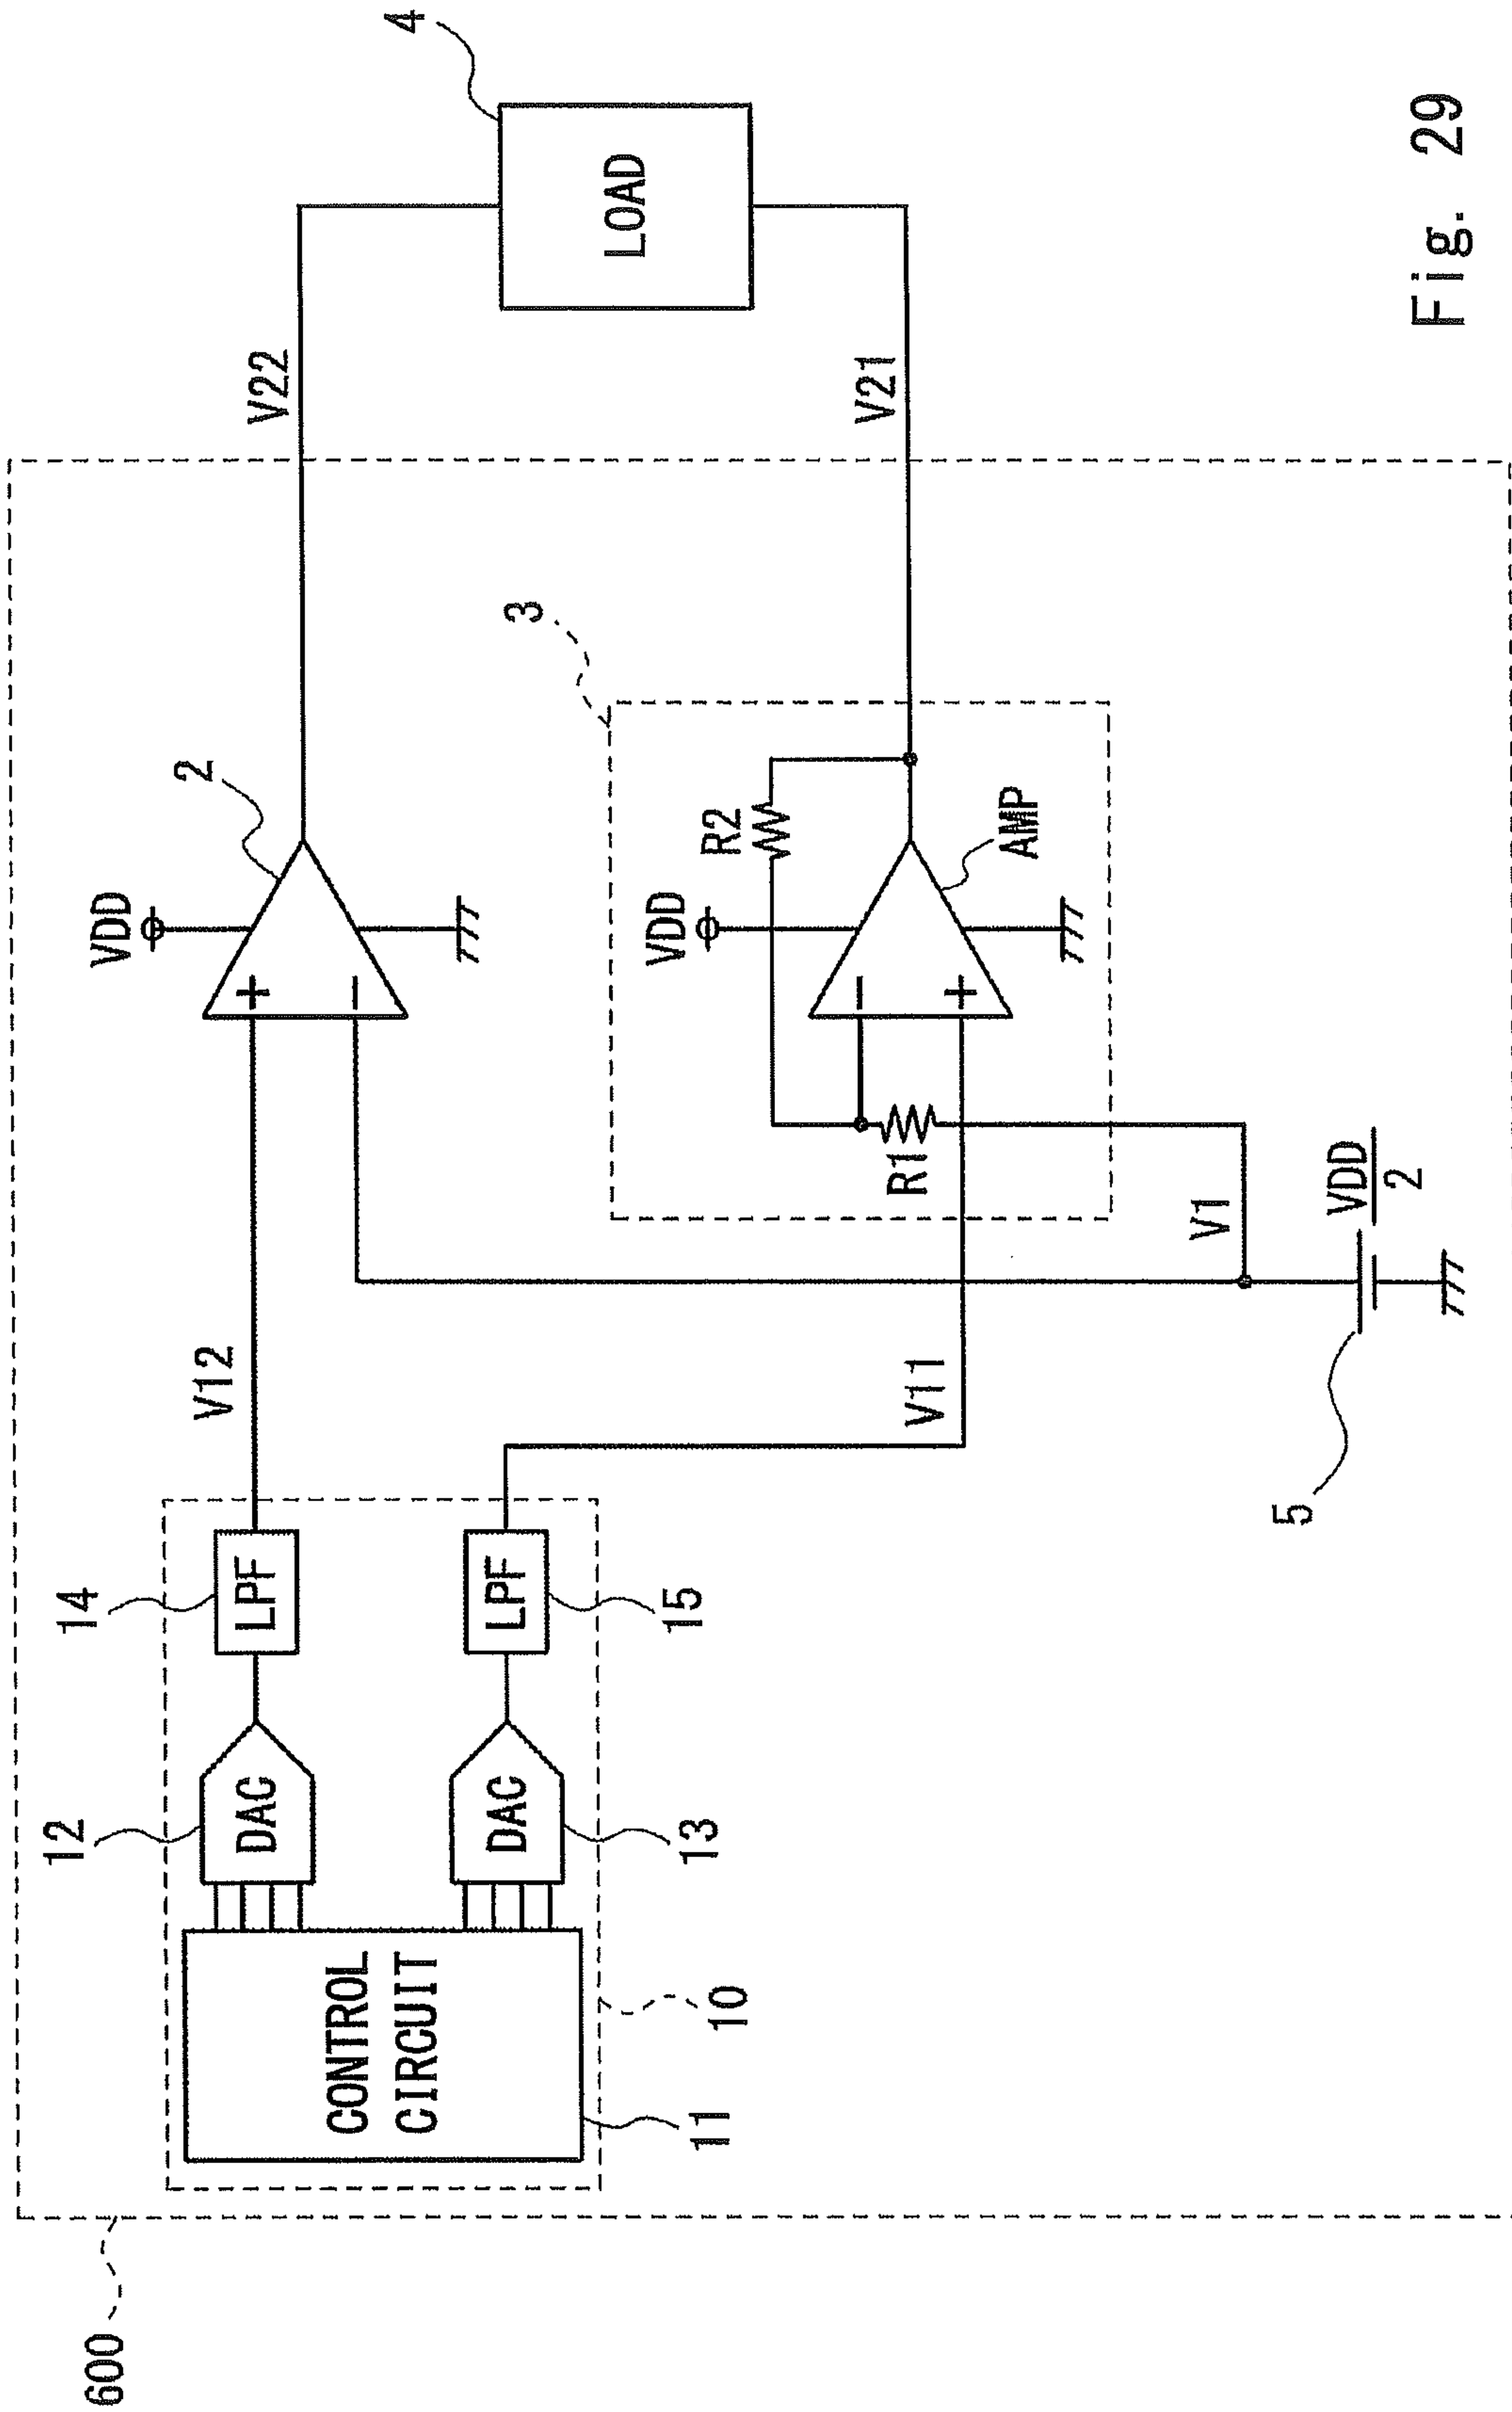 600
12
14
V12
VDD
2
V22
4
DAC
LPF
CONTROL
CIRCUIT
LOAD
DAC
LPF
11
10
13
15
V11
3
VDD
R2
R1
AMP
V21
V1
5
VDD
2
Fig. 29
+
−
−
+